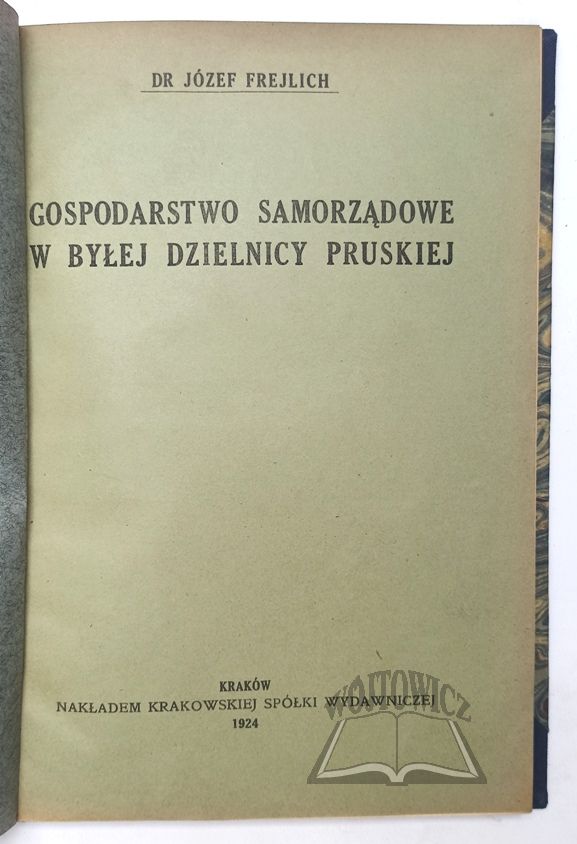 DR JÓZEF FREJLICH
GOSPODARSTWO SAMORZĄDOWE
W BYŁEJ DZIELNICY PRUSKIEJ
KRAKÓW
NAKŁADEM KRAKOWSKIEJ SPÓŁKI WYDAWNICZEJ
1924
WÓJTOWICZ